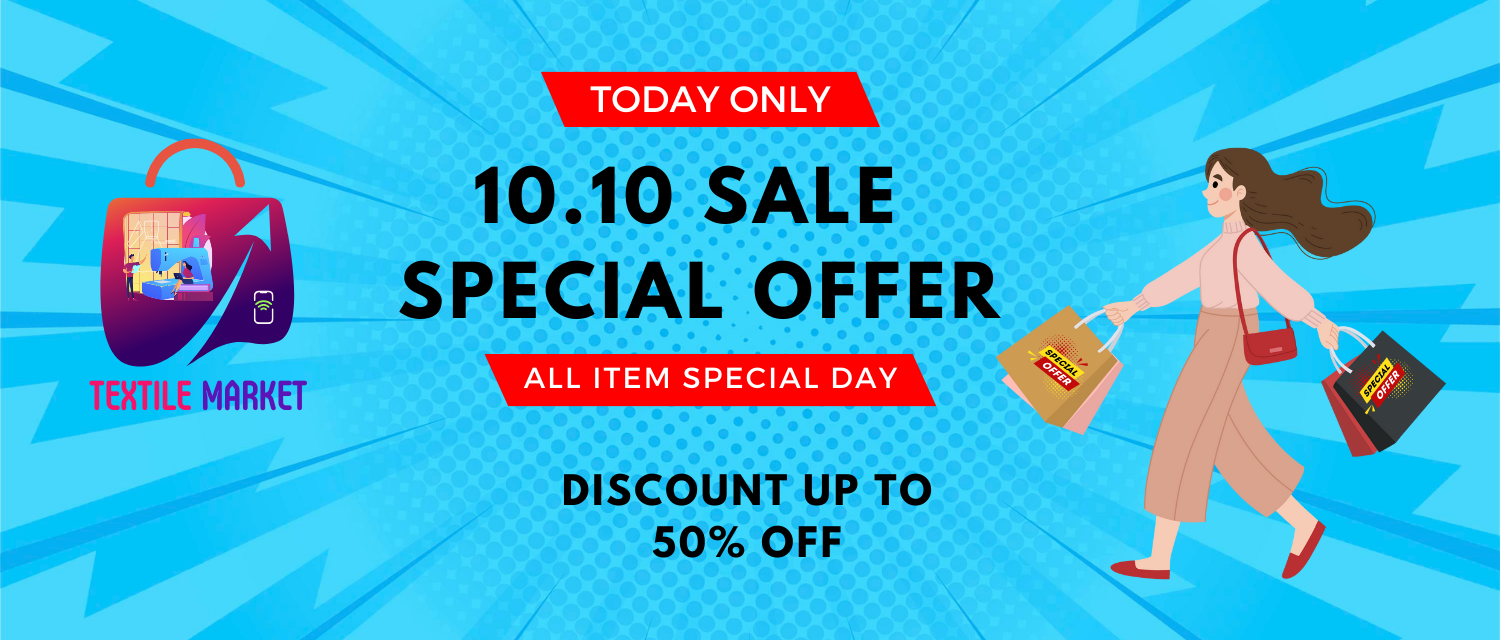 TODAY ONLY
10.10 SALE
SPECIAL OFFER
ALL ITEM SPECIAL DAY
DISCOUNT UP TO
50% OFF
TEXTILE MARKET
SPECIAL
OFFER
SPECIAL
OFFER